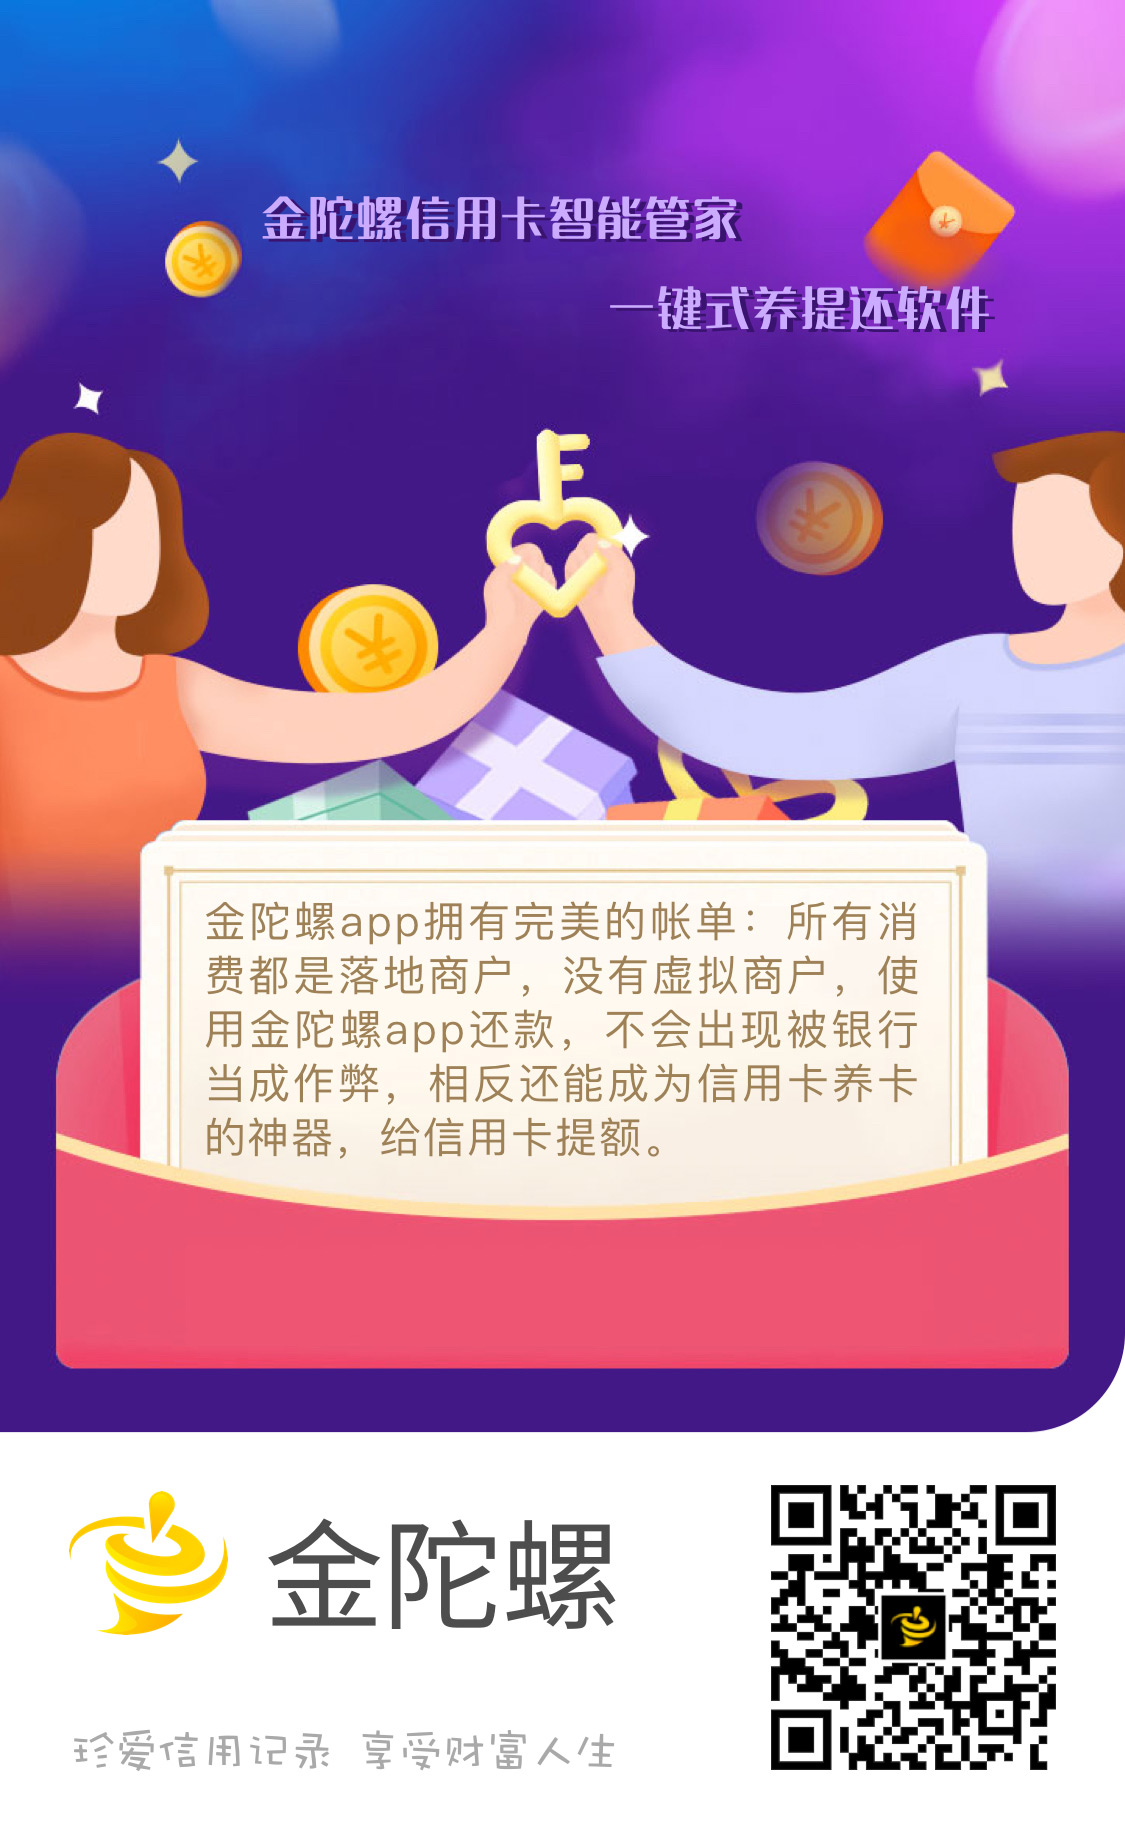 金陀螺信用卡智能管家
一键式养提还软件
金陀螺app拥有完美的帐单：所有消
费都是落地商户，没有虚拟商户，使
用金陀螺app还款，不会出现被银行
当成作弊，相反还能成为信用卡养卡
的神器，给信用卡提额。
金陀螺
珍爱信用记录 享受财富人生